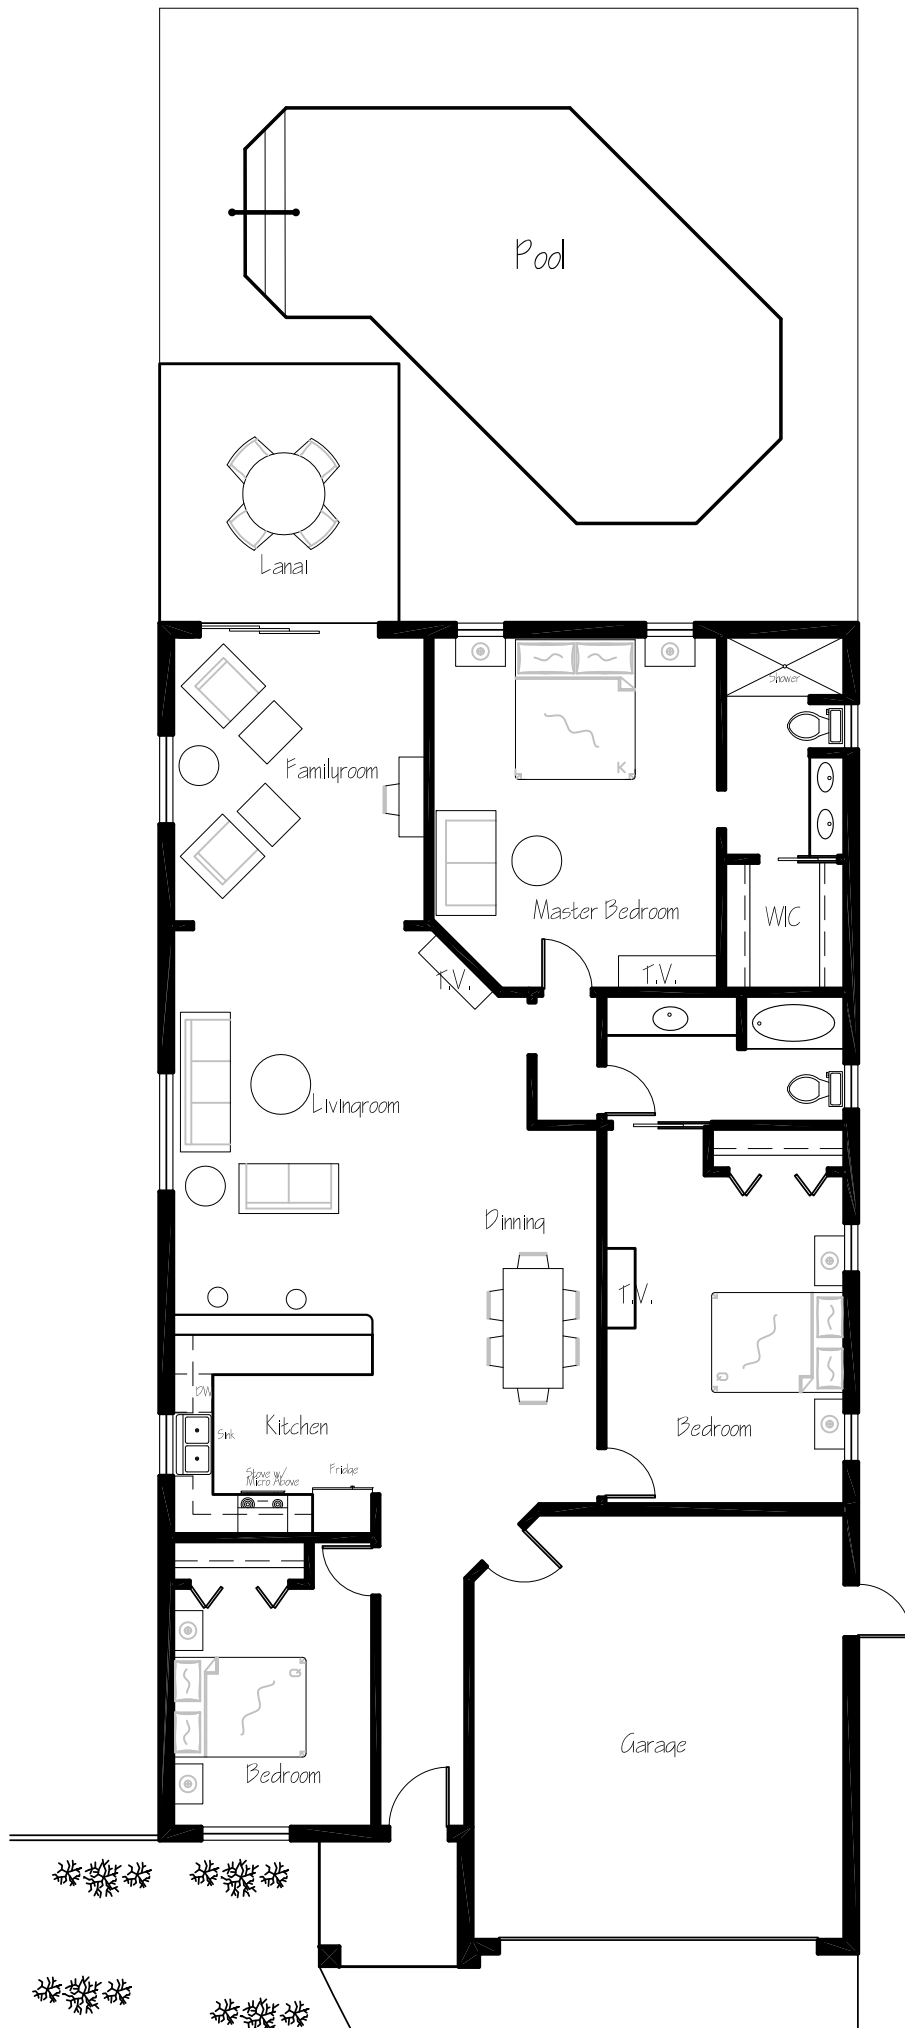 Pool
Lanai
Shower
Familyroom
Master Bedroom
K
WIC
T.V.
T.V.
Livingroom
Dinning
T.V.
Q
Bedroom
DW
Sink
Kitchen
Stove w/
Micro Above
Fridge
Q
Bedroom
Garage